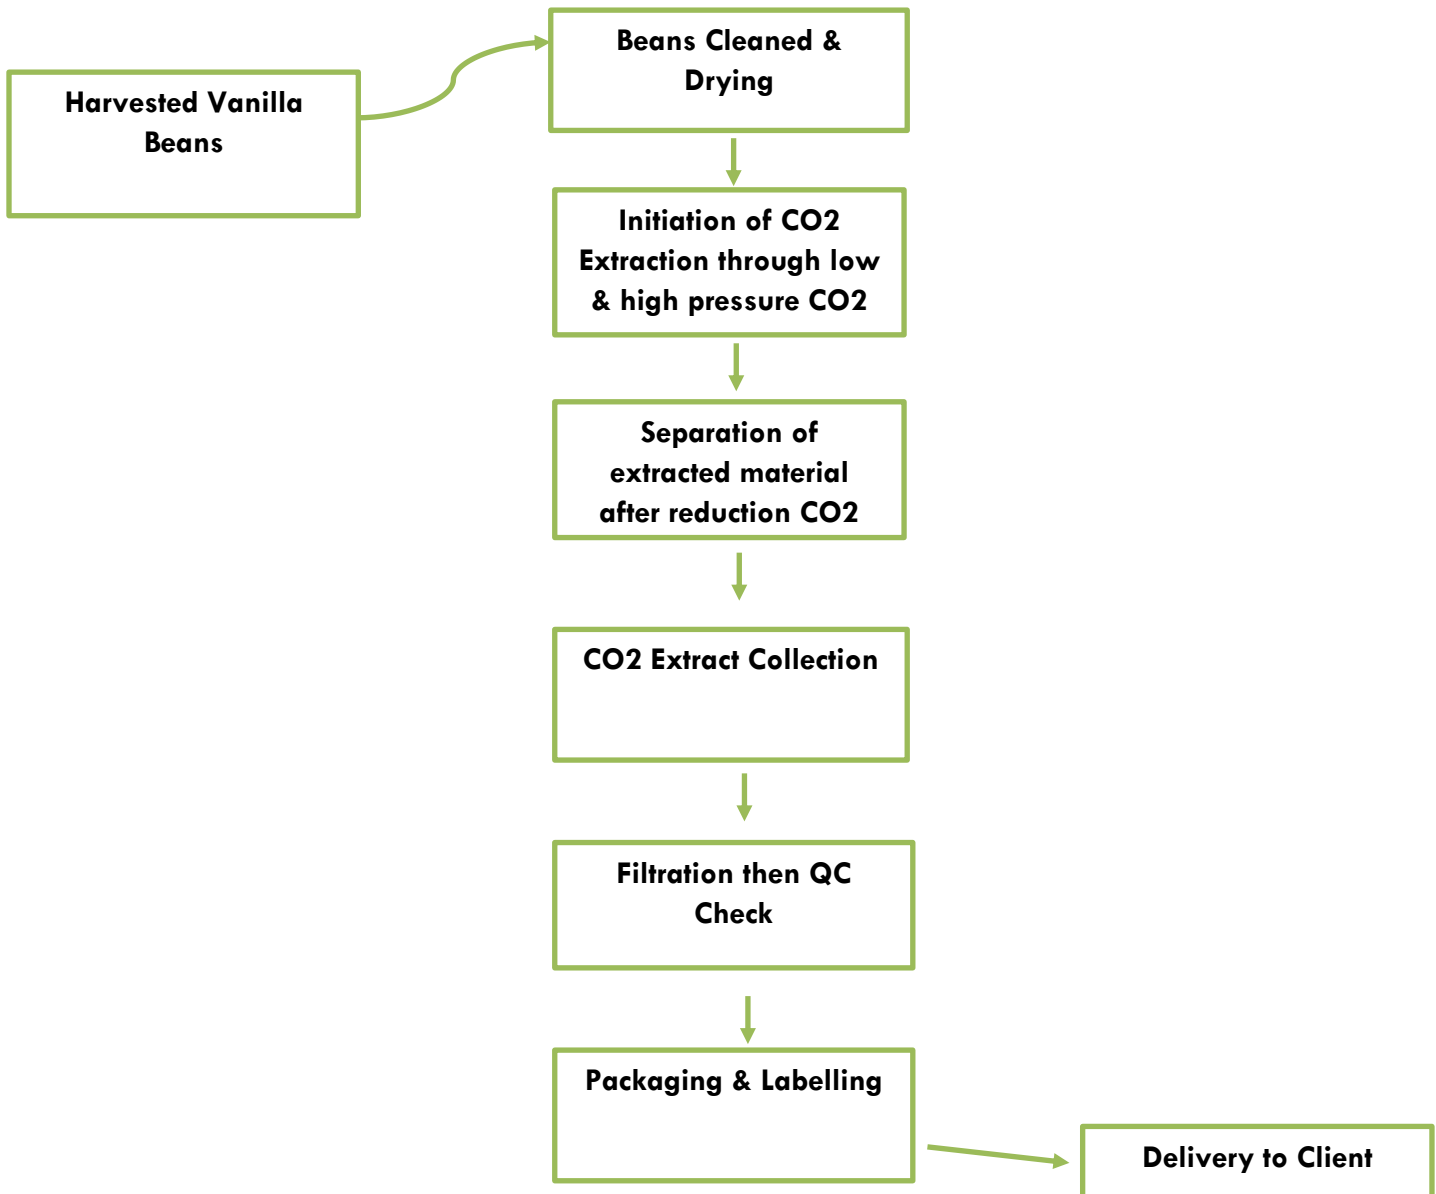 Harvested Vanilla
Beans
Beans Cleaned &
Drying
Initiation of CO2
Extraction through low
& high pressure CO2
Separation of
extracted material
after reduction CO2
CO2 Extract Collection
Filtration then QC
Check
Packaging & Labelling
Delivery to Client